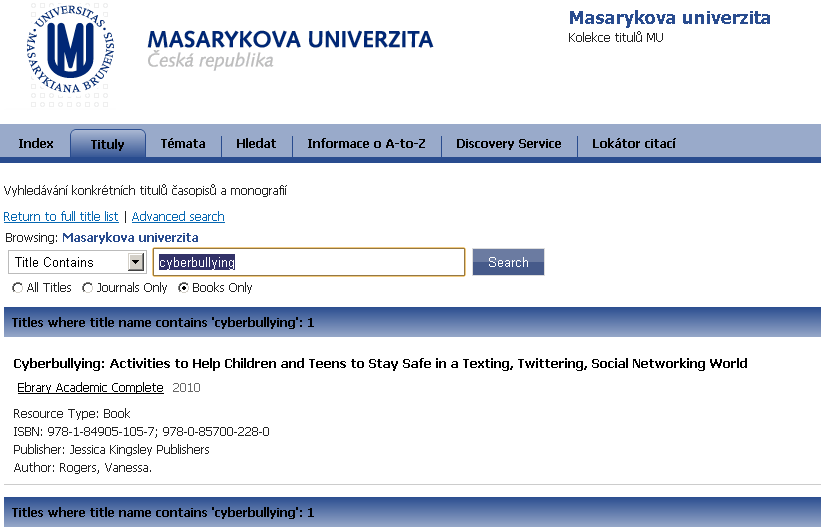 UNIVERSITAS MASARYKIANA BRUNENSIS
MASARYKOVA UNIVERZITA
Česká republika
Masarykova univerzita
Kolekce titulů MU
Index Tituly Témata Hledat Informace o A-to-Z Discovery Service Lokátor citací
Vyhledávání konkrétních titulů časopisů a monografií
Return to full title list | Advanced search
Browsing: Masarykova univerzita
Title Contains cyberbullying Search
All Titles Journals Only Books Only
Titles where title name contains 'cyberbullying': 1
Cyberbullying: Activities to Help Children and Teens to Stay Safe in a Texting, Twittering, Social Networking World
Ebrary Academic Complete 2010
Resource Type: Book
ISBN: 978-1-84905-105-7; 978-0-85700-228-0
Publisher: Jessica Kingsley Publishers
Author: Rogers, Vanessa.
Titles where title name contains 'cyberbullying': 1